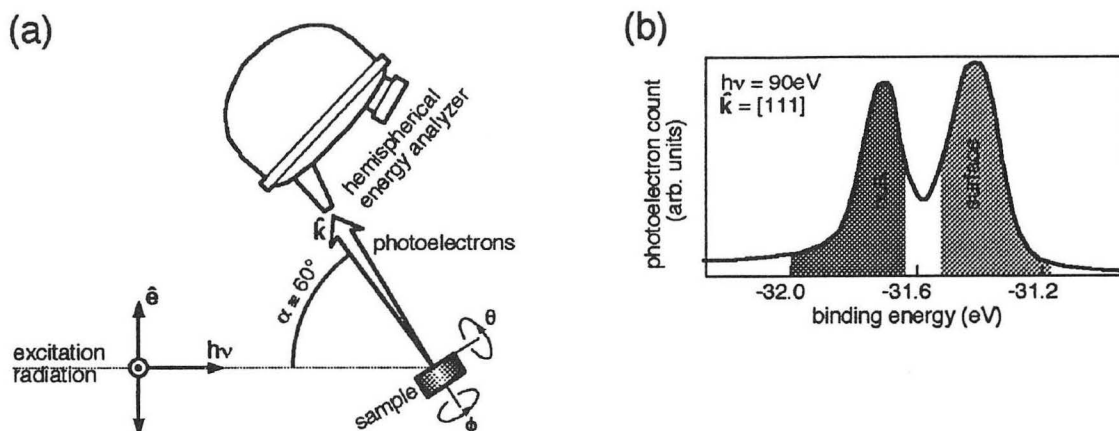 (a)
hemispherical
energy analyzer
k̂
photoelectrons
α ≅ 60°
ê
excitation
radiation
hν
θ
sample
ϕ
(b)
photoelectron count
(arb. units)
hν = 90eV
k̂ = [111]
surface
-32.0
-31.6
-31.2
binding energy (eV)